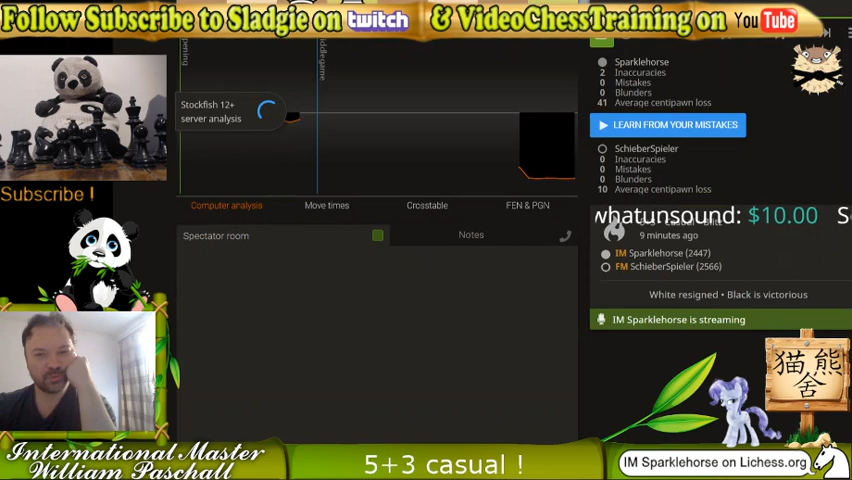 Follow Subscribe to Sladgie on twitch & VideoChessTraining on YouTube
Stockfish 12+
server analysis
Computer analysis
Move times
Crosstable
FEN & PGN
Spectator room
Notes
Sparklehorse
2 Inaccuracies
0 Mistakes
0 Blunders
41 Average centipawn loss
LEARN FROM YOUR MISTAKES
SchieberSpieler
0 Inaccuracies
0 Mistakes
0 Blunders
10 Average centipawn loss
whatunsound: $10.00
9 minutes ago
IM Sparklehorse (2447)
FM SchieberSpieler (2566)
White resigned • Black is victorious
IM Sparklehorse is streaming
Subscribe !
猫熊
舍
International Master
William Paschall
5+3 casual !
IM Sparklehorse on Lichess.org